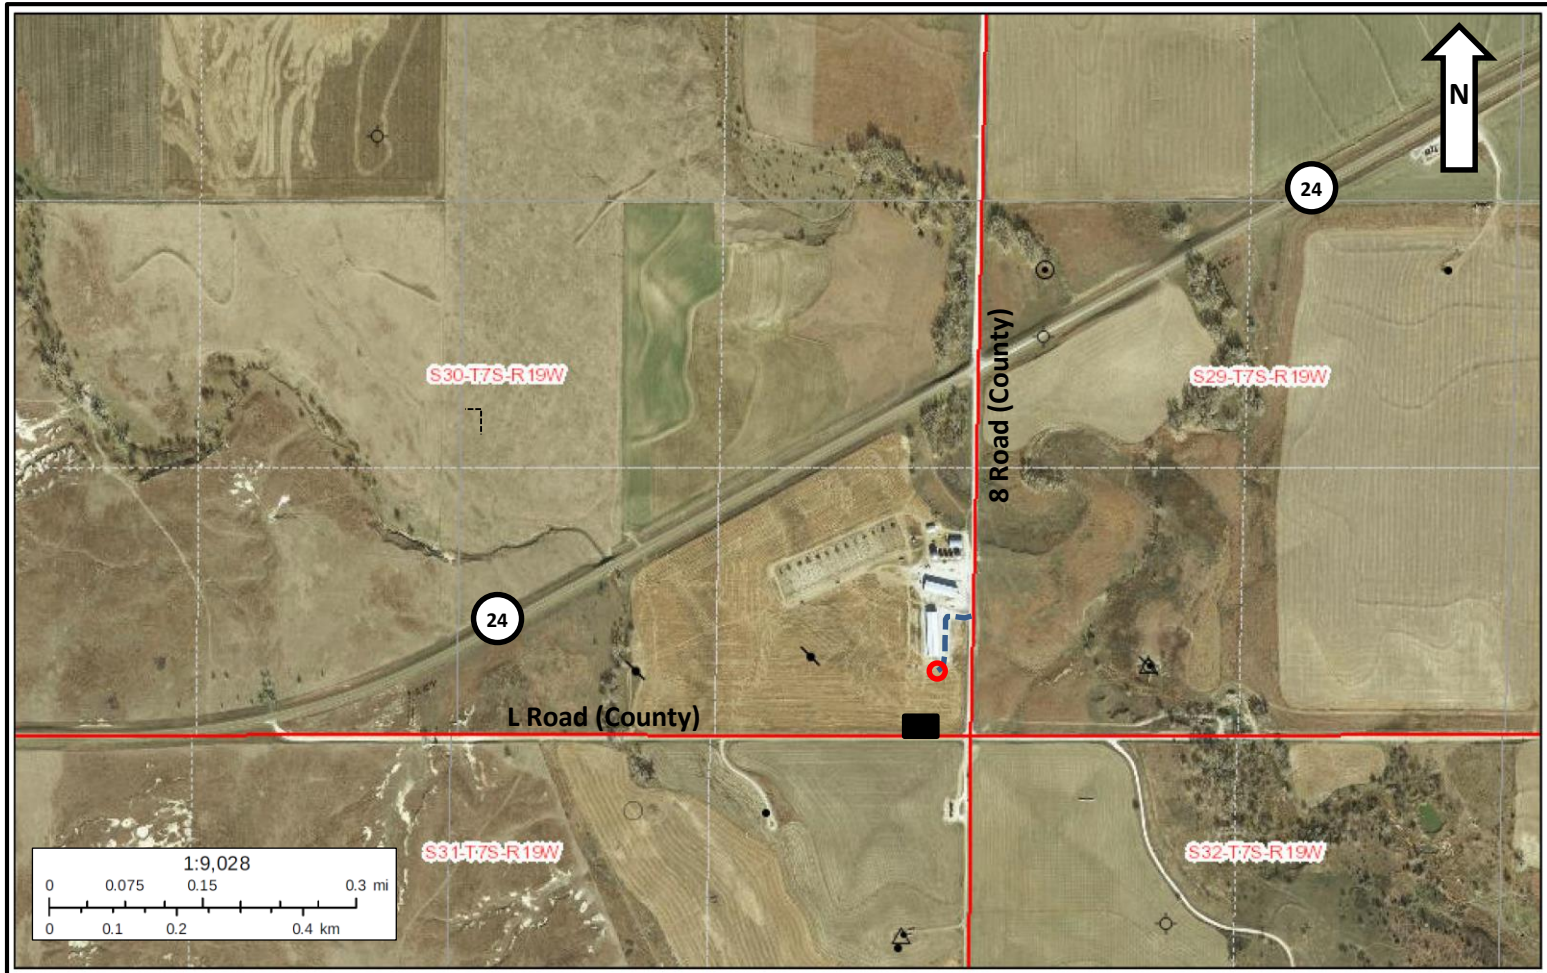 N
24
8 Road (County)
S30-T7S-R19W
S29-T7S-R19W
24
L Road (County)
S31-T7S-R19W
S32-T7S-R19W
1:9,028
0 0.075 0.15 0.3 mi
0 0.1 0.2 0.4 km